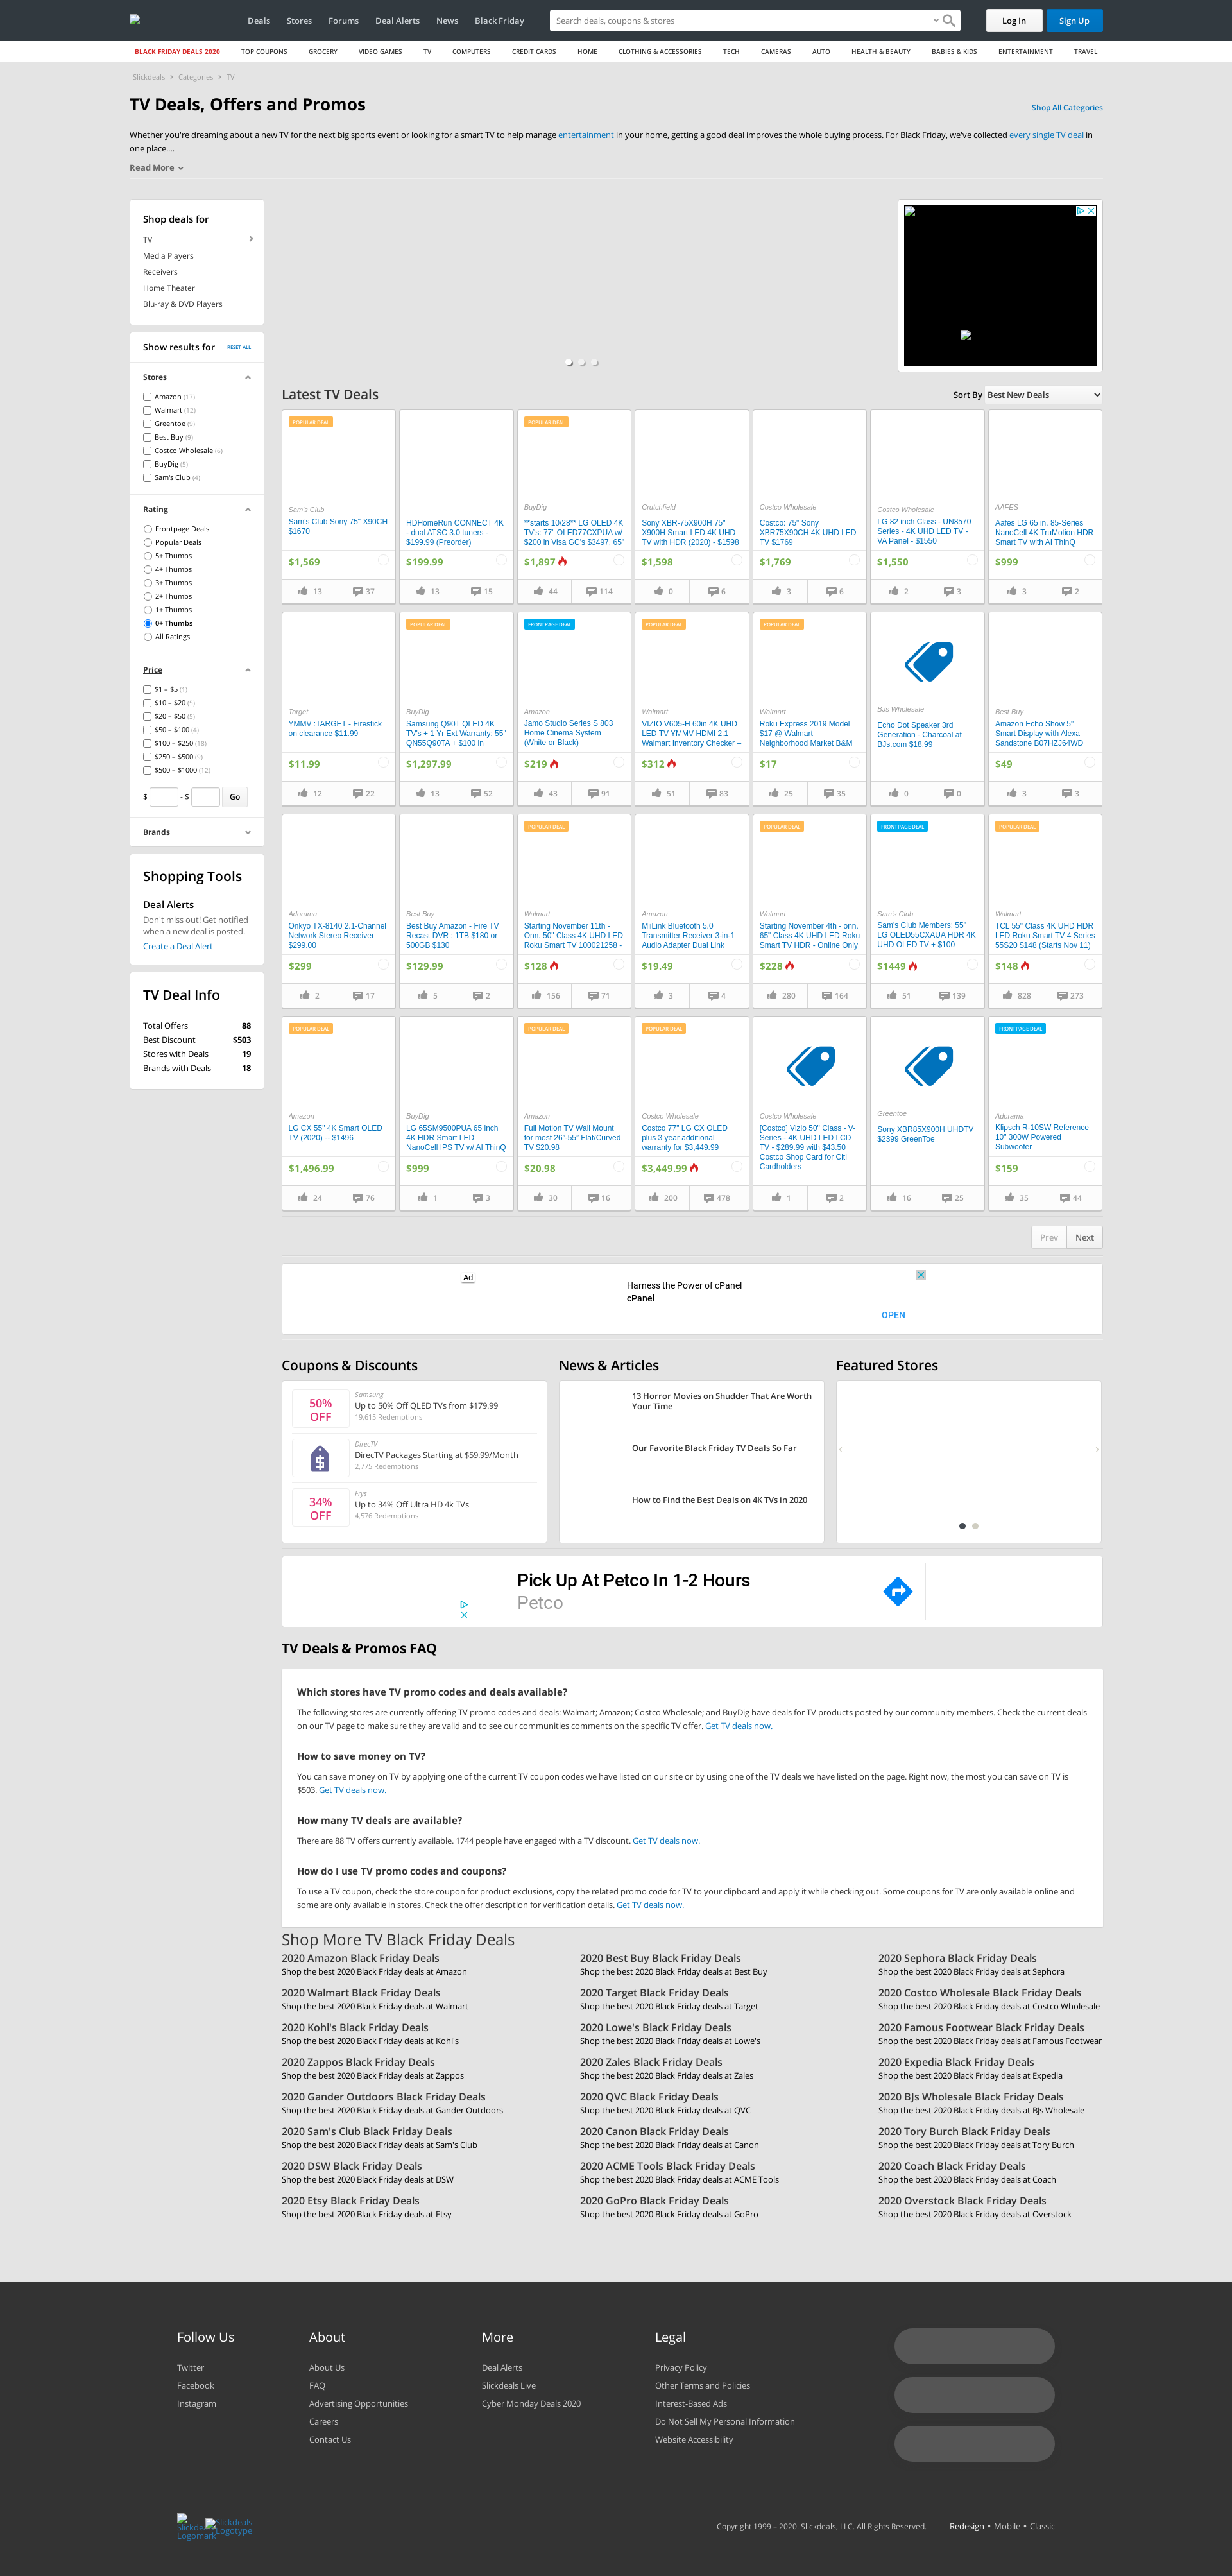 Deals Stores Forums Deal Alerts News Black Friday
Search deals, coupons & stores
Log In
Sign Up
BLACK FRIDAY DEALS 2020 TOP COUPONS GROCERY VIDEO GAMES TV COMPUTERS CREDIT CARDS HOME CLOTHING & ACCESSORIES TECH CAMERAS AUTO HEALTH & BEAUTY BABIES & KIDS ENTERTAINMENT TRAVEL
Slickdeals > Categories > TV
TV Deals, Offers and Promos
Shop All Categories
Whether you're dreaming about a new TV for the next big sports event or looking for a smart TV to help manage entertainment in your home, getting a good deal improves the whole buying process. For Black Friday, we've collected every single TV deal in
one place....
Read More
Shop deals for
TV
Media Players
Receivers
Home Theater
Blu-ray & DVD Players
Show results for
RESET ALL
Stores
Amazon (17)
Walmart (12)
Greentoe (9)
Best Buy (9)
Costco Wholesale (6)
BuyDig (5)
Sam's Club (4)
Rating
Frontpage Deals
Popular Deals
5+ Thumbs
4+ Thumbs
3+ Thumbs
2+ Thumbs
1+ Thumbs
0+ Thumbs
All Ratings
Price
$1 – $5 (1)
$10 – $20 (5)
$20 – $50 (5)
$50 – $100 (4)
$100 – $250 (18)
$250 – $500 (9)
$500 – $1000 (12)
$ - $ Go
Brands
Shopping Tools
Deal Alerts
Don't miss out! Get notified
when a new deal is posted.
Create a Deal Alert
TV Deal Info
Total Offers 88
Best Discount $503
Stores with Deals 19
Brands with Deals 18
Latest TV Deals
Sort By Best New Deals
POPULAR DEAL
Sam's Club
Sam's Club Sony 75" X90CH
$1670
$1,569
13 37
HDHomeRun CONNECT 4K
- dual ATSC 3.0 tuners -
$199.99 (Preorder)
$199.99
13 15
POPULAR DEAL
BuyDig
**starts 10/28** LG OLED 4K
TV's: 77" OLED77CXPUA w/
$200 in Visa GC's $3497, 65"
$1,897
44 114
Crutchfield
Sony XBR-75X900H 75"
X900H Smart LED 4K UHD
TV with HDR (2020) - $1598
$1,598
0 6
Costco Wholesale
Costco: 75" Sony
XBR75X90CH 4K UHD LED
TV $1769
$1,769
3 6
Costco Wholesale
LG 82 inch Class - UN8570
Series - 4K UHD LED TV -
VA Panel - $1550
$1,550
2 3
AAFES
Aafes LG 65 in. 85-Series
NanoCell 4K TruMotion HDR
Smart TV with AI ThinQ
$999
3 2
Target
YMMV :TARGET - Firestick
on clearance $11.99
$11.99
12 22
POPULAR DEAL
BuyDig
Samsung Q90T QLED 4K
TV's + 1 Yr Ext Warranty: 55"
QN55Q90TA + $100 in
$1,297.99
13 52
FRONTPAGE DEAL
Amazon
Jamo Studio Series S 803
Home Cinema System
(White or Black)
$219
43 91
POPULAR DEAL
Walmart
VIZIO V605-H 60in 4K UHD
LED TV YMMV HDMI 2.1
Walmart Inventory Checker –
$312
51 83
POPULAR DEAL
Walmart
Roku Express 2019 Model
$17 @ Walmart
Neighborhood Market B&M
$17
25 35
BJs Wholesale
Echo Dot Speaker 3rd
Generation - Charcoal at
BJs.com $18.99
0 0
Best Buy
Amazon Echo Show 5"
Smart Display with Alexa
Sandstone B07HZJ64WD
$49
3 3
Adorama
Onkyo TX-8140 2.1-Channel
Network Stereo Receiver
$299.00
$299
2 17
Best Buy
Best Buy Amazon - Fire TV
Recast DVR : 1TB $180 or
500GB $130
$129.99
5 2
POPULAR DEAL
Walmart
Starting November 11th -
Onn. 50" Class 4K UHD LED
Roku Smart TV 100021258 -
$128
156 71
Amazon
MiiLink Bluetooth 5.0
Transmitter Receiver 3-in-1
Audio Adapter Dual Link
$19.49
3 4
POPULAR DEAL
Walmart
Starting November 4th - onn.
65" Class 4K UHD LED Roku
Smart TV HDR - Online Only
$228
280 164
FRONTPAGE DEAL
Sam's Club
Sam's Club Members: 55"
LG OLED55CXAUA HDR 4K
UHD OLED TV + $100
$1449
51 139
POPULAR DEAL
Walmart
TCL 55" Class 4K UHD HDR
LED Roku Smart TV 4 Series
55S20 $148 (Starts Nov 11)
$148
828 273
POPULAR DEAL
Amazon
LG CX 55" 4K Smart OLED
TV (2020) -- $1496
$1,496.99
24 76
BuyDig
LG 65SM9500PUA 65 inch
4K HDR Smart LED
NanoCell IPS TV w/ AI ThinQ
$999
1 3
POPULAR DEAL
Amazon
Full Motion TV Wall Mount
for most 26"-55" Flat/Curved
TV $20.98
$20.98
30 16
POPULAR DEAL
Costco Wholesale
Costco 77" LG CX OLED
plus 3 year additional
warranty for $3,449.99
$3,449.99
200 478
Costco Wholesale
[Costco] Vizio 50" Class - V-
Series - 4K UHD LED LCD
TV - $289.99 with $43.50
Costco Shop Card for Citi
Cardholders
1 2
Greentoe
Sony XBR85X900H UHDTV
$2399 GreenToe
16 25
FRONTPAGE DEAL
Adorama
Klipsch R-10SW Reference
10" 300W Powered
Subwoofer
$159
35 44
Prev Next
Ad
Harness the Power of cPanel
cPanel
OPEN
Coupons & Discounts
50%
OFF
Samsung
Up to 50% Off QLED TVs from $179.99
19,615 Redemptions
DirecTV
DirecTV Packages Starting at $59.99/Month
2,775 Redemptions
34%
OFF
Frys
Up to 34% Off Ultra HD 4k TVs
4,576 Redemptions
News & Articles
13 Horror Movies on Shudder That Are Worth
Your Time
Our Favorite Black Friday TV Deals So Far
How to Find the Best Deals on 4K TVs in 2020
Featured Stores
Pick Up At Petco In 1-2 Hours
Petco
TV Deals & Promos FAQ
Which stores have TV promo codes and deals available?
The following stores are currently offering TV promo codes and deals: Walmart; Amazon; Costco Wholesale; and BuyDig have deals for TV products posted by our community members. Check the current deals
on our TV page to make sure they are valid and to see our communities comments on the specific TV offer. Get TV deals now.
How to save money on TV?
You can save money on TV by applying one of the current TV coupon codes we have listed on our site or by using one of the TV deals we have listed on the page. Right now, the most you can save on TV is
$503. Get TV deals now.
How many TV deals are available?
There are 88 TV offers currently available. 1744 people have engaged with a TV discount. Get TV deals now.
How do I use TV promo codes and coupons?
To use a TV coupon, check the store coupon for product exclusions, copy the related promo code for TV to your clipboard and apply it while checking out. Some coupons for TV are only available online and
some are only available in stores. Check the offer description for verification details. Get TV deals now.
Shop More TV Black Friday Deals
2020 Amazon Black Friday Deals
Shop the best 2020 Black Friday deals at Amazon
2020 Best Buy Black Friday Deals
Shop the best 2020 Black Friday deals at Best Buy
2020 Sephora Black Friday Deals
Shop the best 2020 Black Friday deals at Sephora
2020 Walmart Black Friday Deals
Shop the best 2020 Black Friday deals at Walmart
2020 Target Black Friday Deals
Shop the best 2020 Black Friday deals at Target
2020 Costco Wholesale Black Friday Deals
Shop the best 2020 Black Friday deals at Costco Wholesale
2020 Kohl's Black Friday Deals
Shop the best 2020 Black Friday deals at Kohl's
2020 Lowe's Black Friday Deals
Shop the best 2020 Black Friday deals at Lowe's
2020 Famous Footwear Black Friday Deals
Shop the best 2020 Black Friday deals at Famous Footwear
2020 Zappos Black Friday Deals
Shop the best 2020 Black Friday deals at Zappos
2020 Zales Black Friday Deals
Shop the best 2020 Black Friday deals at Zales
2020 Expedia Black Friday Deals
Shop the best 2020 Black Friday deals at Expedia
2020 Gander Outdoors Black Friday Deals
Shop the best 2020 Black Friday deals at Gander Outdoors
2020 QVC Black Friday Deals
Shop the best 2020 Black Friday deals at QVC
2020 BJs Wholesale Black Friday Deals
Shop the best 2020 Black Friday deals at BJs Wholesale
2020 Sam's Club Black Friday Deals
Shop the best 2020 Black Friday deals at Sam's Club
2020 Canon Black Friday Deals
Shop the best 2020 Black Friday deals at Canon
2020 Tory Burch Black Friday Deals
Shop the best 2020 Black Friday deals at Tory Burch
2020 DSW Black Friday Deals
Shop the best 2020 Black Friday deals at DSW
2020 ACME Tools Black Friday Deals
Shop the best 2020 Black Friday deals at ACME Tools
2020 Coach Black Friday Deals
Shop the best 2020 Black Friday deals at Coach
2020 Etsy Black Friday Deals
Shop the best 2020 Black Friday deals at Etsy
2020 GoPro Black Friday Deals
Shop the best 2020 Black Friday deals at GoPro
2020 Overstock Black Friday Deals
Shop the best 2020 Black Friday deals at Overstock
Follow Us
Twitter
Facebook
Instagram
About
About Us
FAQ
Advertising Opportunities
Careers
Contact Us
More
Deal Alerts
Slickdeals Live
Cyber Monday Deals 2020
Legal
Privacy Policy
Other Terms and Policies
Interest-Based Ads
Do Not Sell My Personal Information
Website Accessibility
Slickdeals
Logomark
Slickdeals
Logotype
Copyright 1999 – 2020. Slickdeals, LLC. All Rights Reserved.
Redesign • Mobile • Classic